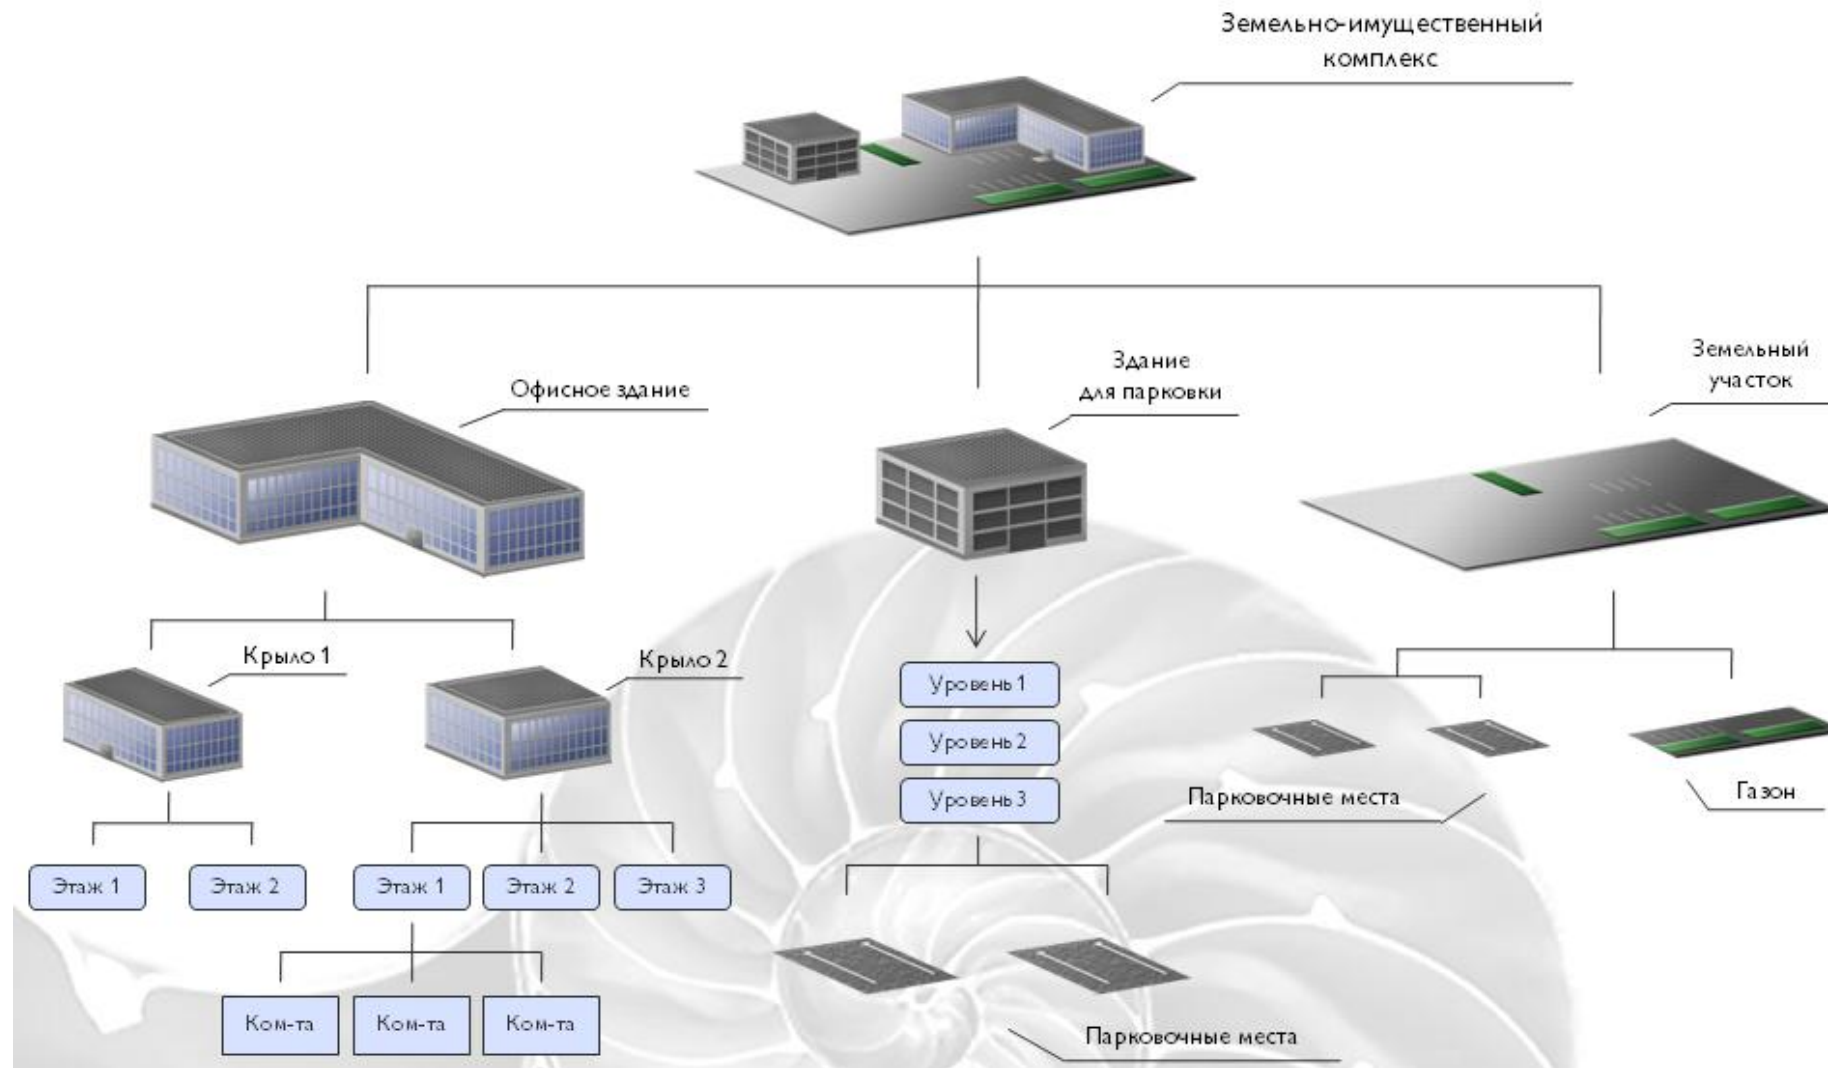 Земельно-имущественный
комплекс
Офисное здание
Здание
для парковки
Земельный
участок
Крыло 1
Крыло 2
Уровень 1
Уровень 2
Уровень 3
Парковочные места
Газон
Этаж 1
Этаж 2
Этаж 1
Этаж 2
Этаж 3
Ком-та
Ком-та
Ком-та
Парковочные места